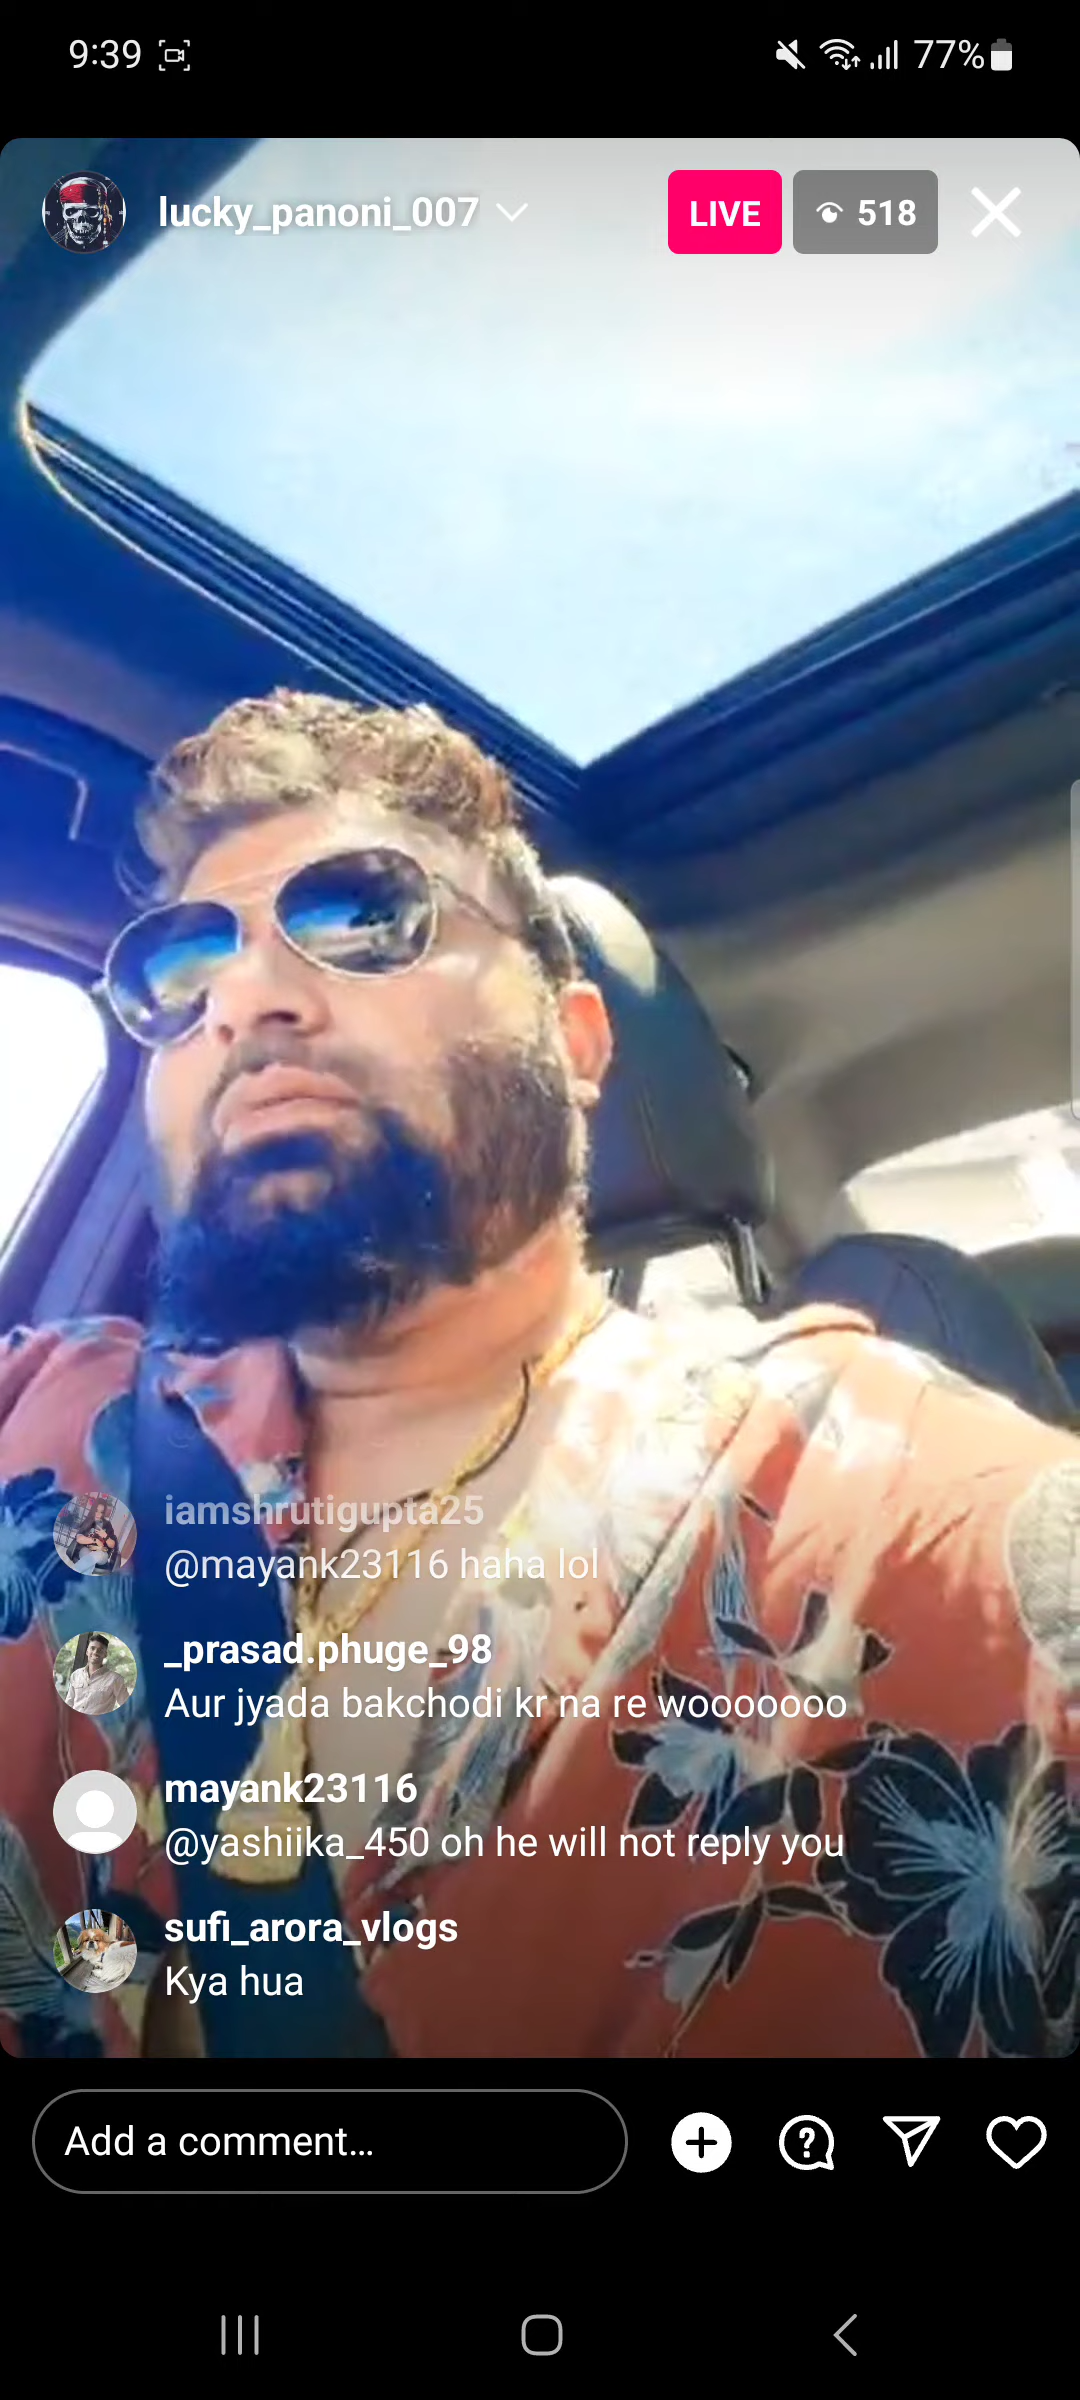 9:39
77%
lucky_panoni_007
LIVE
518
iamshrutigupta25
@mayank23116 haha lol
_prasad.phuge_98
Aur jyada bakchodi kr na re wooooooo
mayank23116
@yashiika_450 oh he will not reply you
sufi_arora_vlogs
Kya hua
Add a comment...